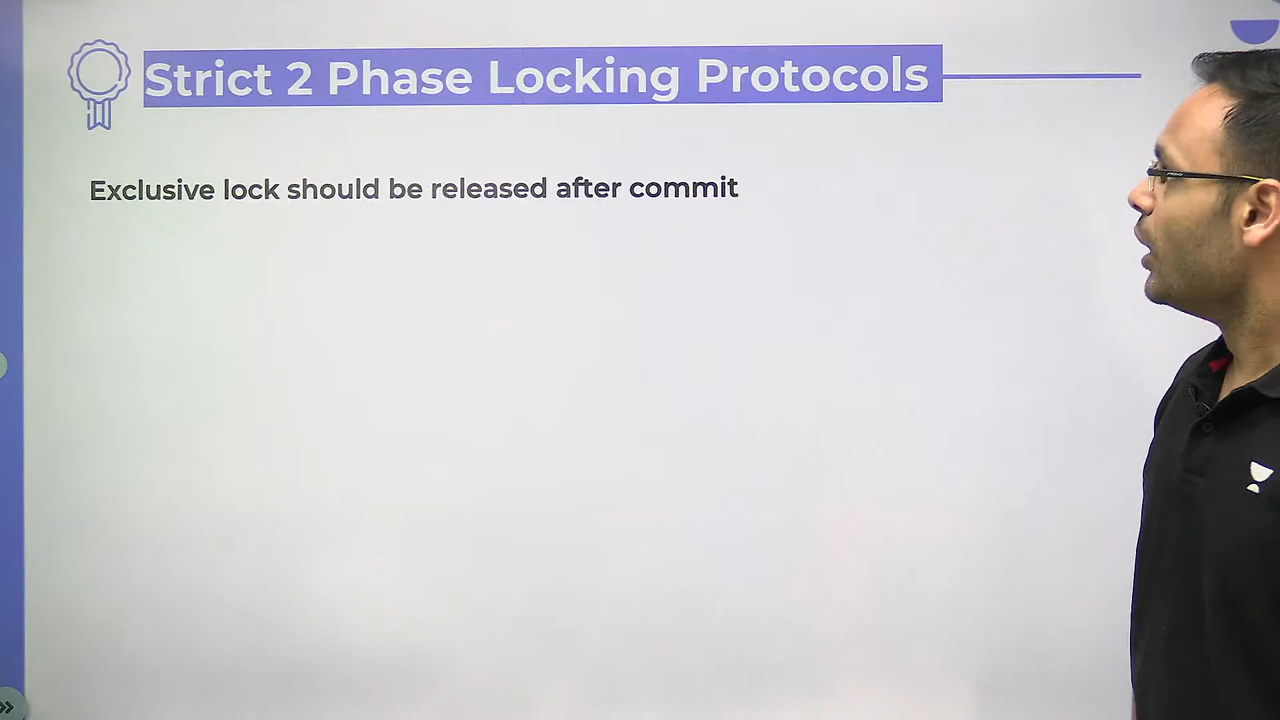 Strict 2 Phase Locking Protocols
Exclusive lock should be released after commit